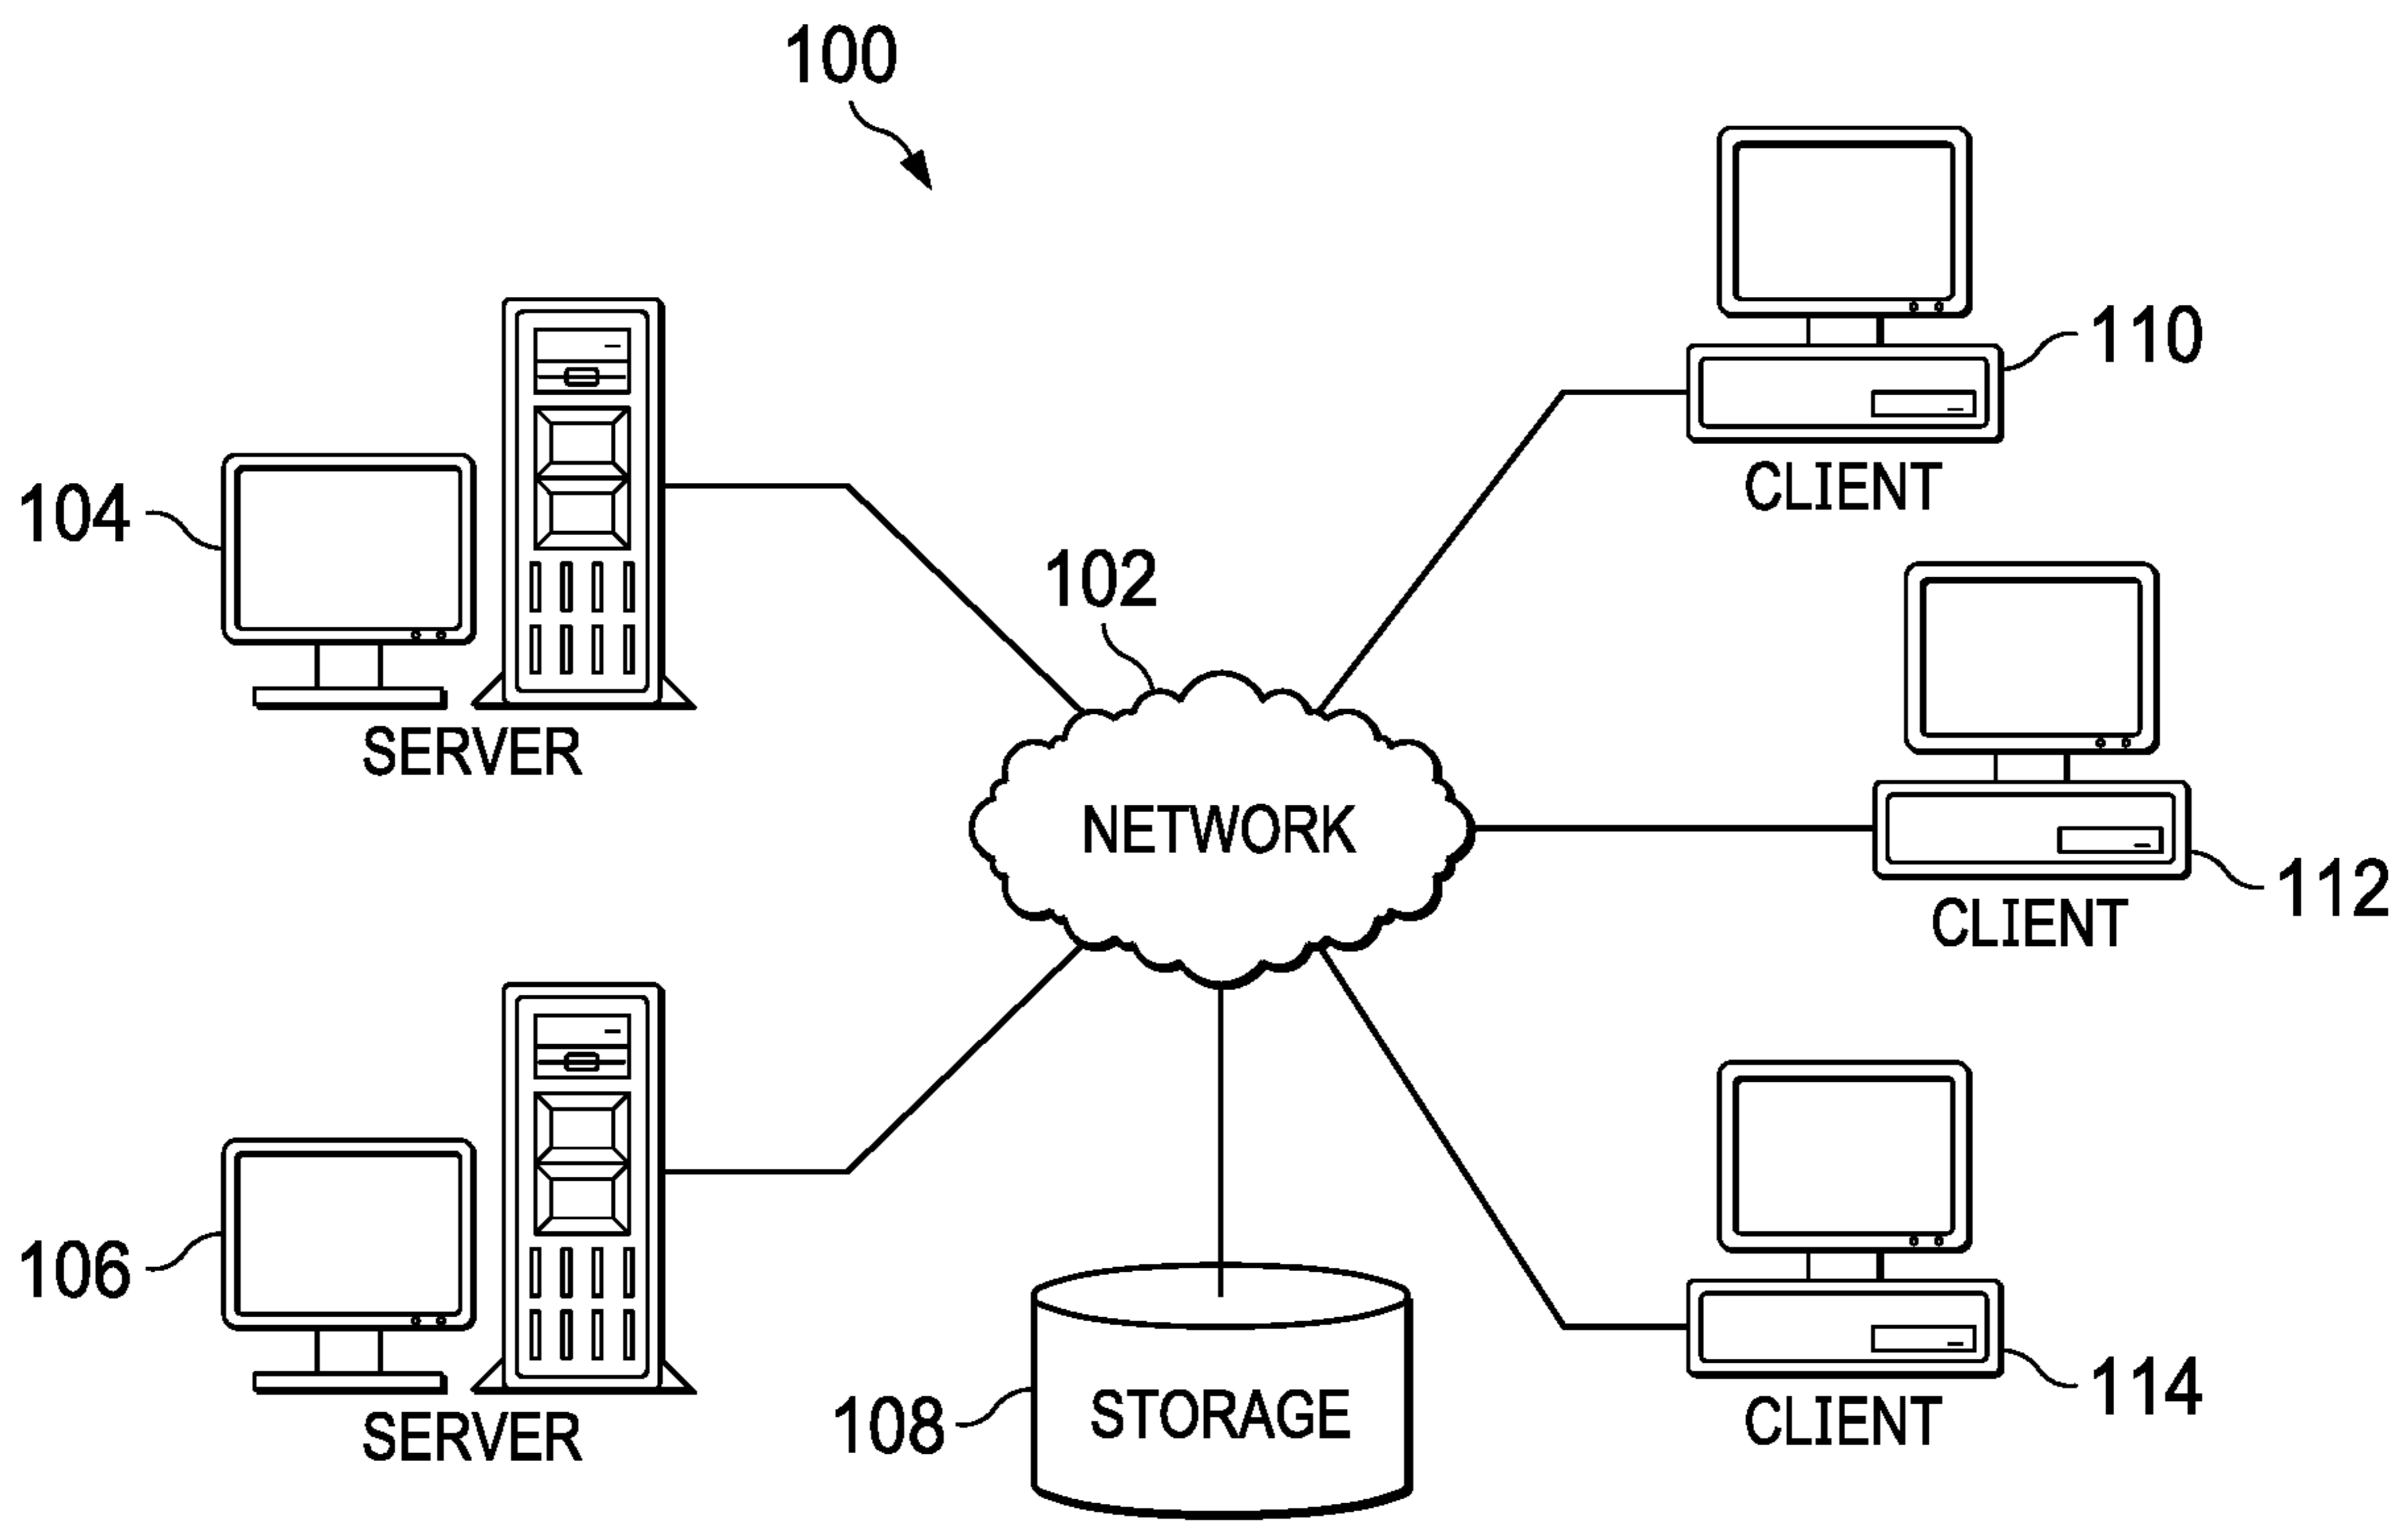 100
110
CLIENT
104
SERVER
102
NETWORK
112
CLIENT
106
SERVER
108
STORAGE
114
CLIENT